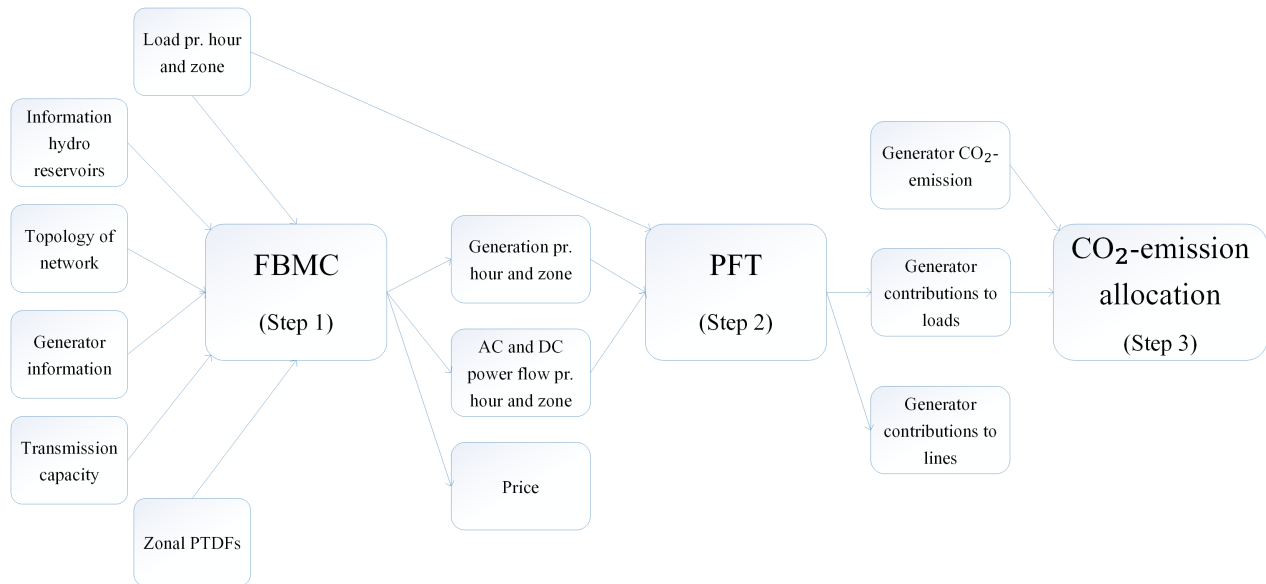 Load pr. hour
and zone
Information
hydro
reservoirs
Topology of
network
Generator
information
Transmission
capacity
Zonal PTDFs
FBMC
(Step 1)
Generation pr.
hour and zone
AC and DC
power flow pr.
hour and zone
Price
PFT
(Step 2)
Generator CO₂-
emission
Generator
contributions to
loads
Generator
contributions to
lines
CO₂-emission
allocation
(Step 3)